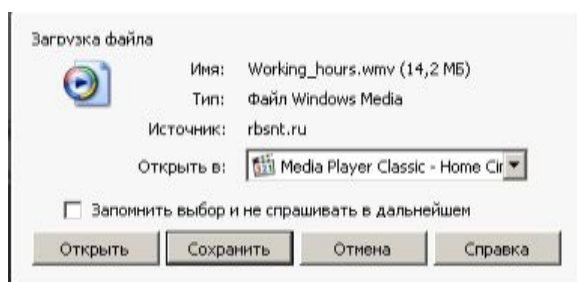 Загрузка файла
Имя: Working_hours.wmv (14,2 МБ)
Тип: Файл Windows Media
Источник: rbsnt.ru
Открыть в: Media Player Classic - Home Cir
Запомнить выбор и не спрашивать в дальнейшем
Открыть Сохранить Отмена Справка